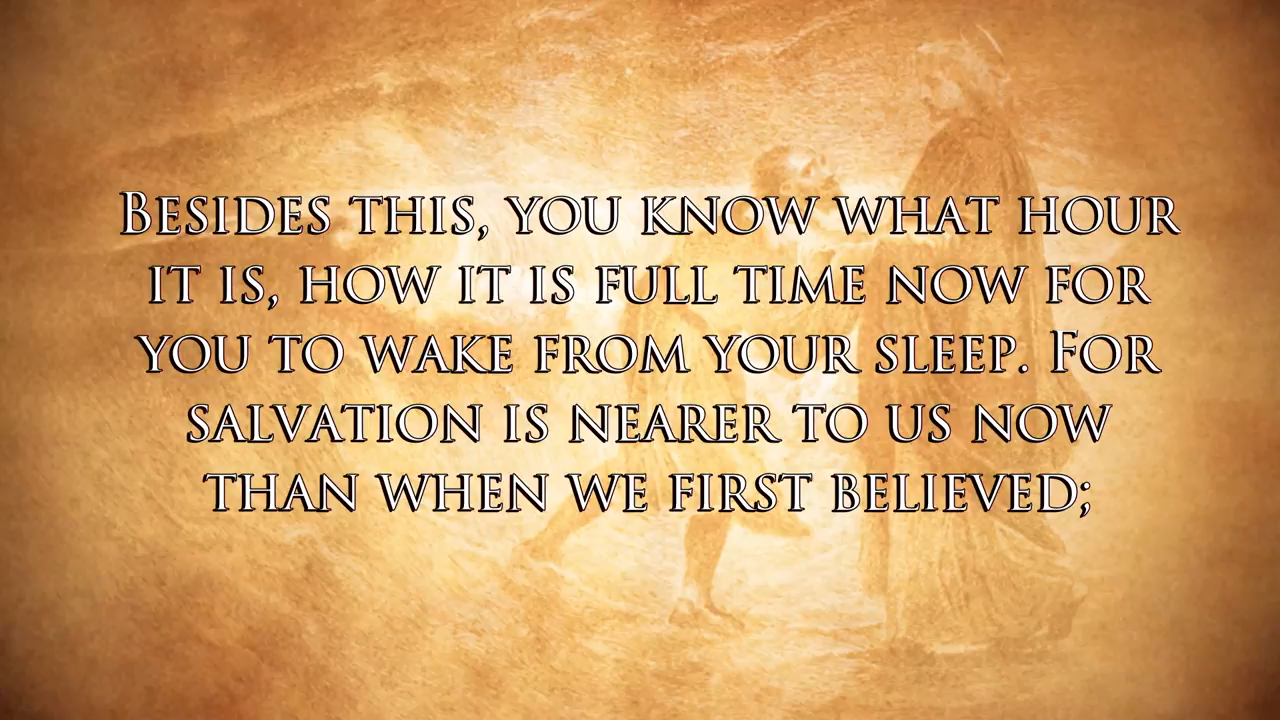 Besides this, you know what hour
it is, how it is full time now for
you to wake from your sleep. For
salvation is nearer to us now
than when we first believed;